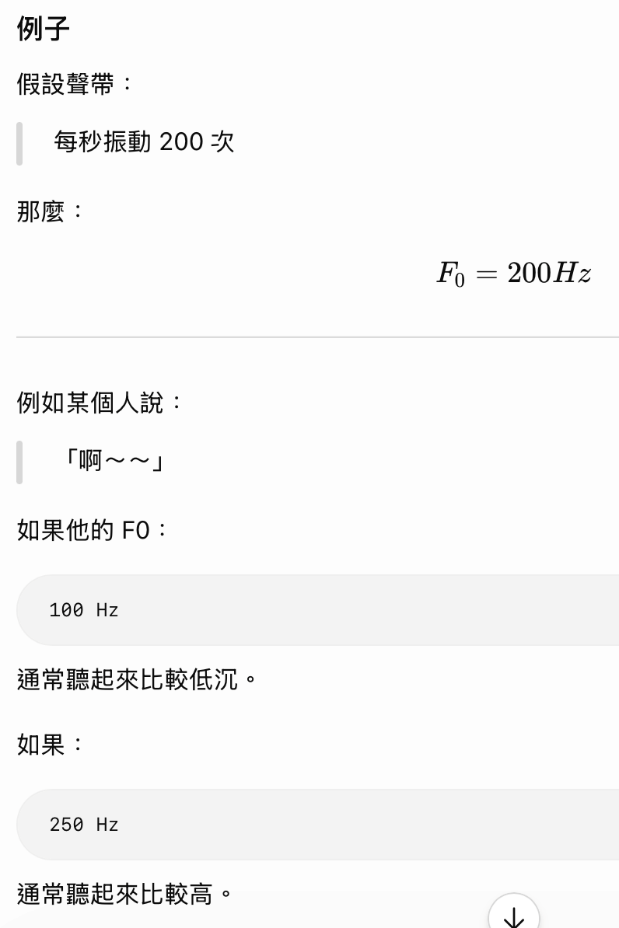 例子
假設聲帶：
每秒振動 200 次
那麼：
F₀ = 200Hz
例如某個人說：
「啊～～」
如果他的 F0：
100 Hz
通常聽起來比較低沉。
如果：
250 Hz
通常聽起來比較高。